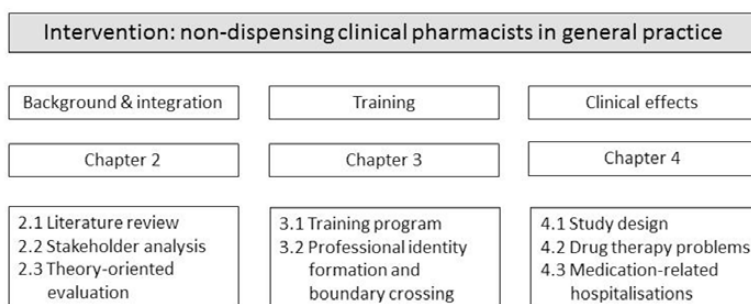 Intervention: non-dispensing clinical pharmacists in general practice
Background & integration
Training
Clinical effects
Chapter 2
Chapter 3
Chapter 4
2.1 Literature review
2.2 Stakeholder analysis
2.3 Theory-oriented
evaluation
3.1 Training program
3.2 Professional identity
formation and
boundary crossing
4.1 Study design
4.2 Drug therapy problems
4.3 Medication-related
hospitalisations